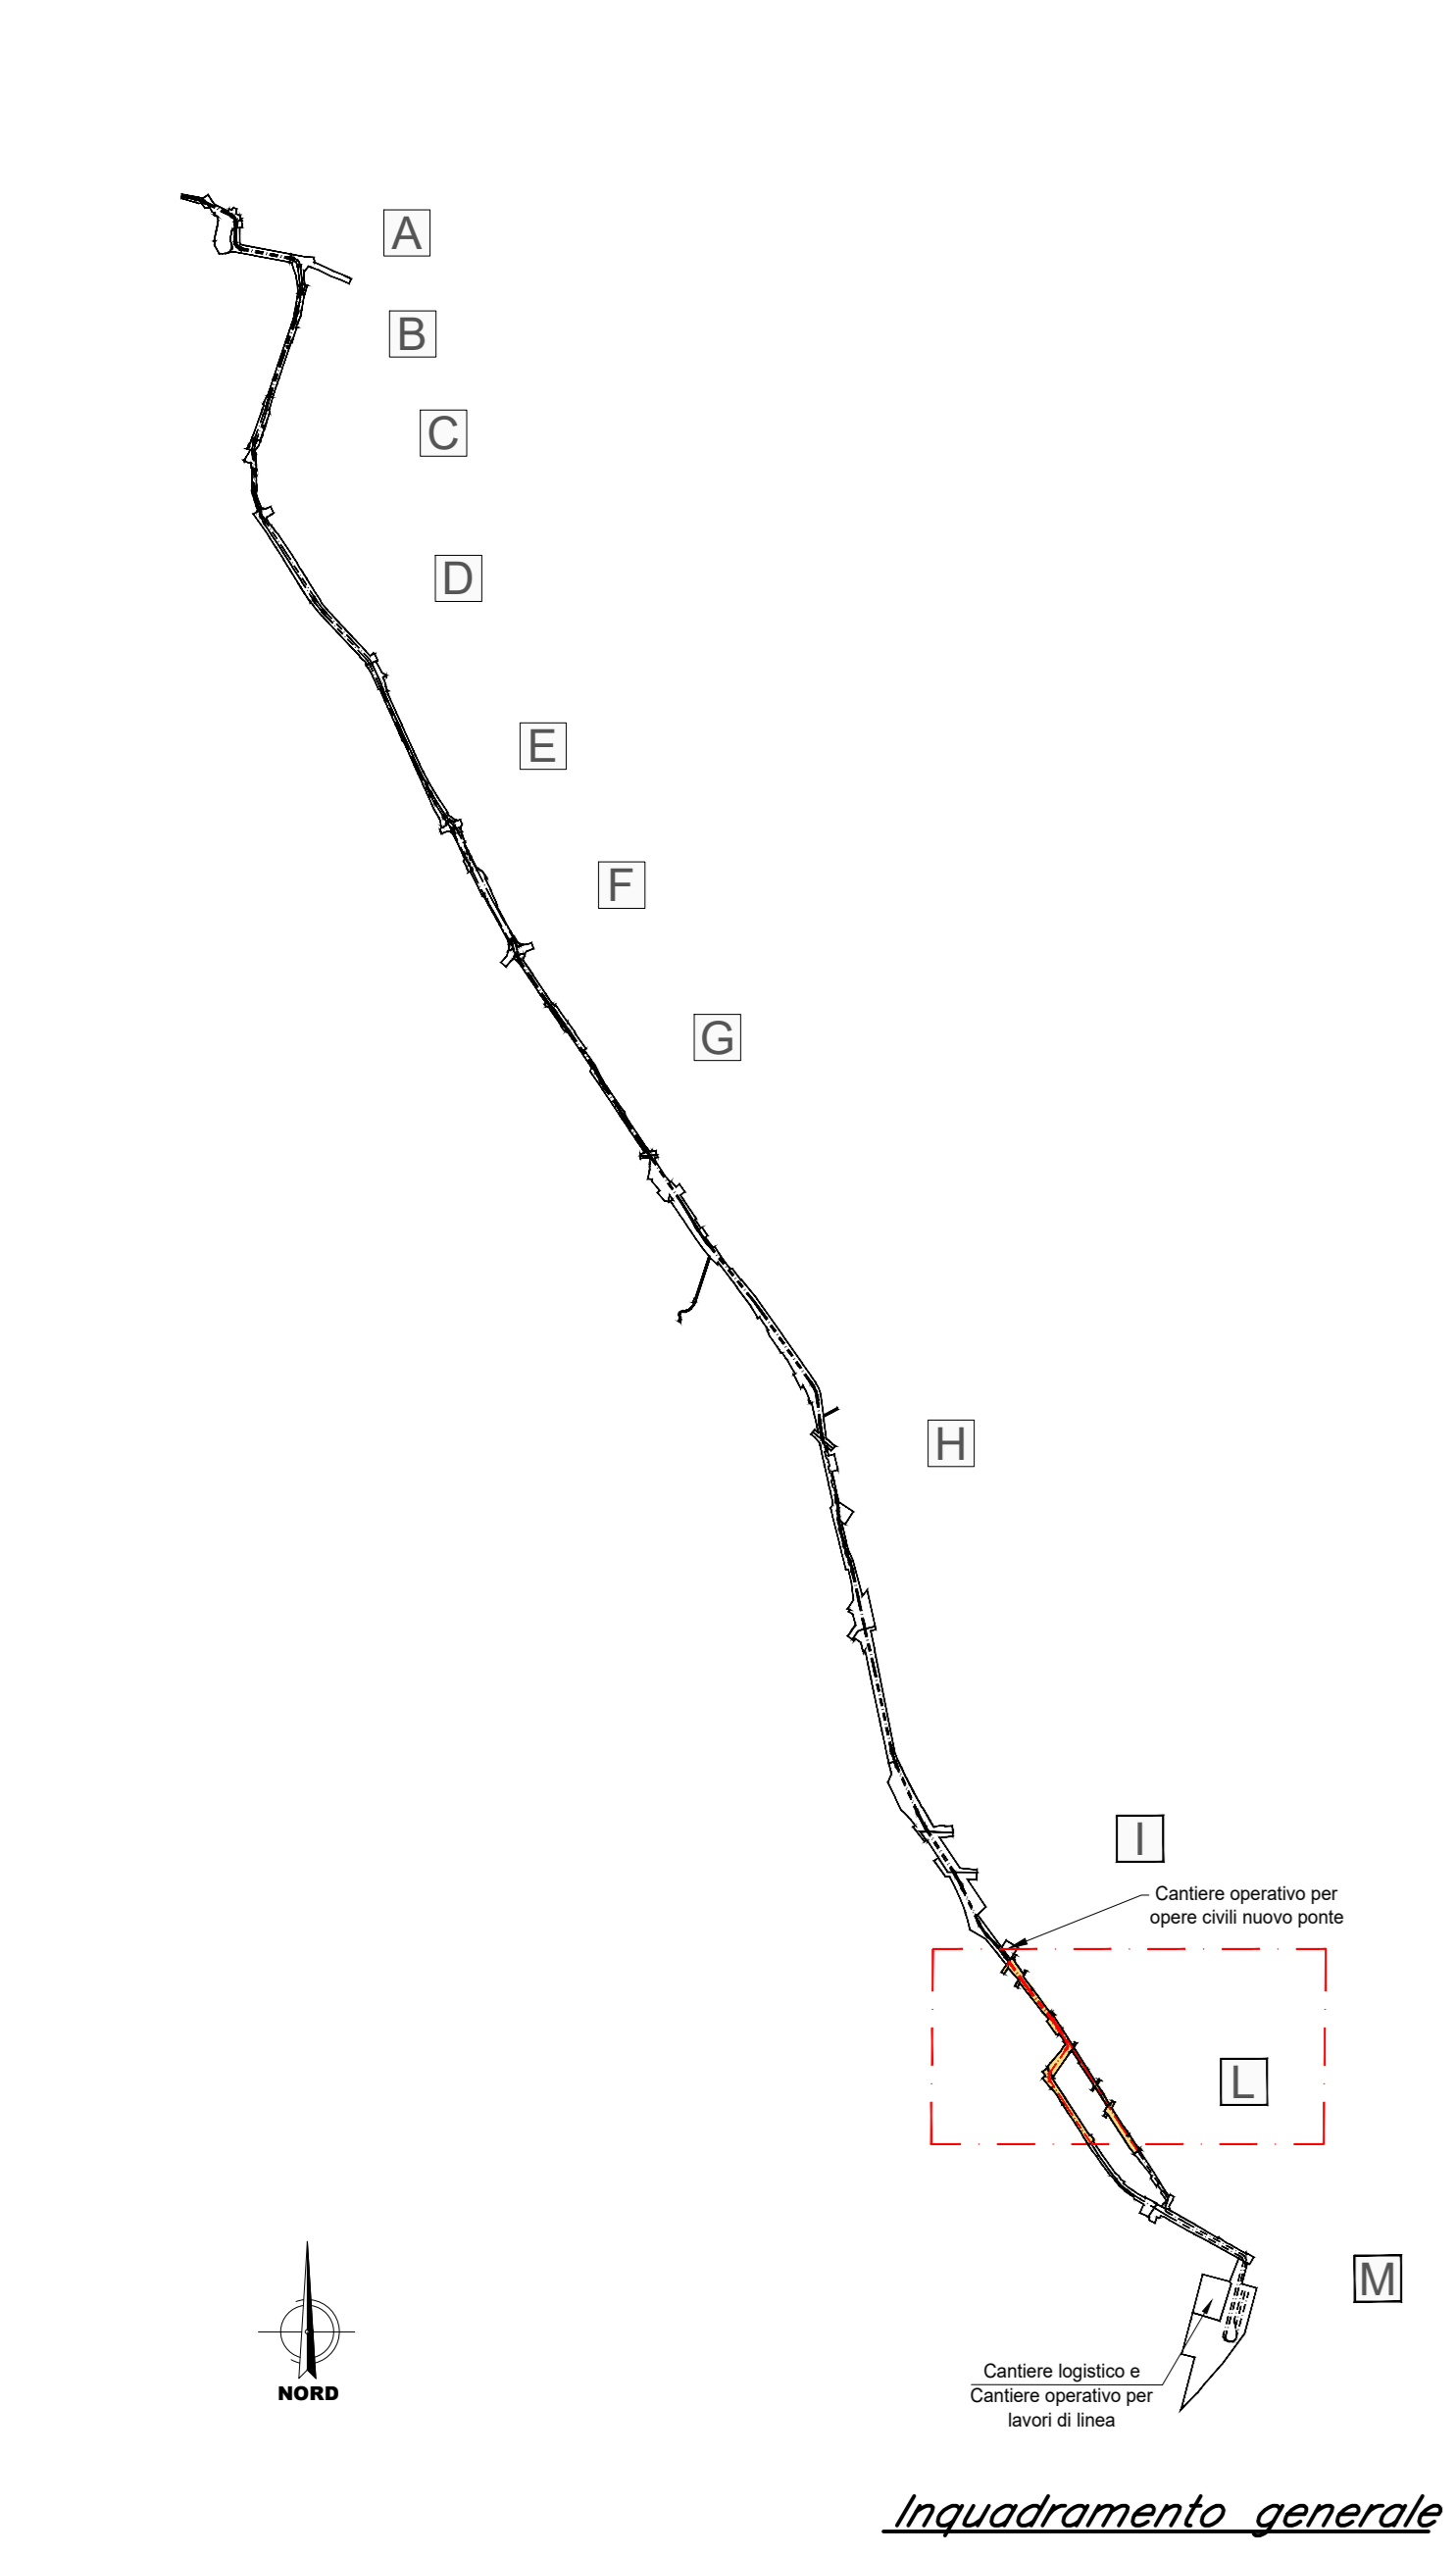 A
B
C
D
E
F
G
H
I
Cantiere operativo per
opere civili nuovo ponte
L
M
NORD
Cantiere logistico e
Cantiere operativo per
lavori di linea
Inquadramento generale